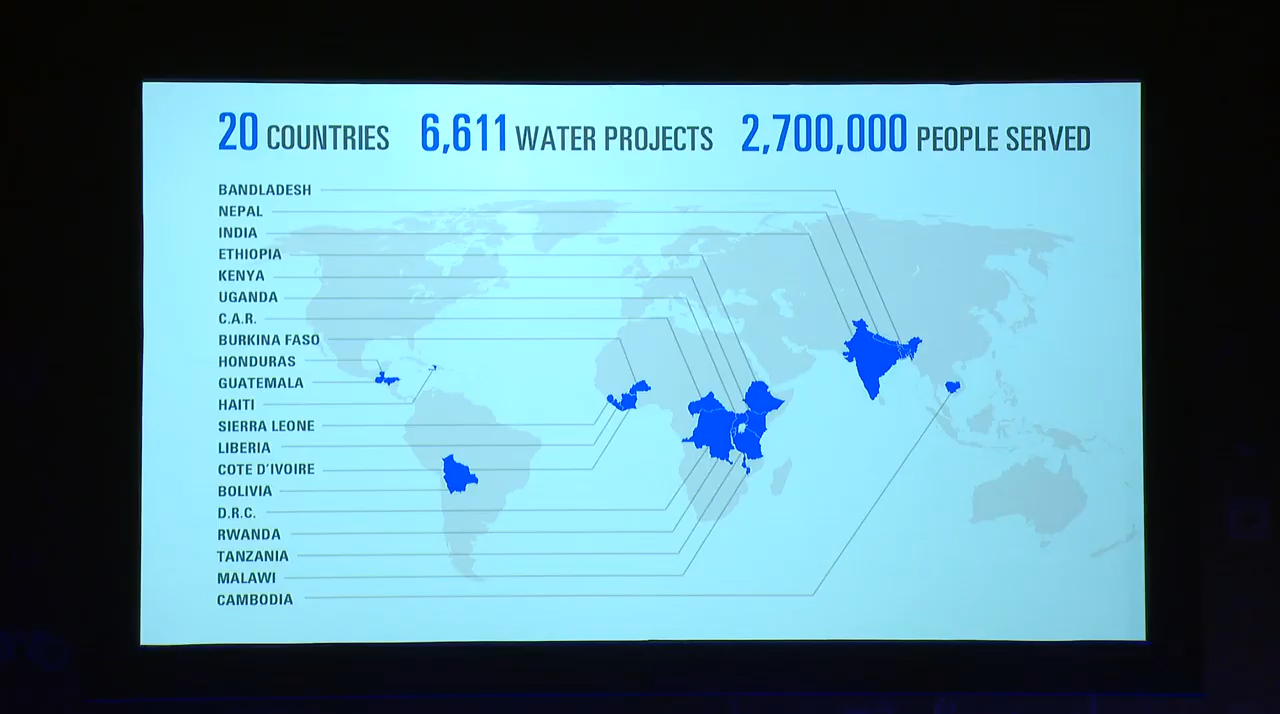 20 COUNTRIES 6,611 WATER PROJECTS 2,700,000 PEOPLE SERVED
BANDLADESH
NEPAL
INDIA
ETHIOPIA
KENYA
UGANDA
C.A.R.
BURKINA FASO
HONDURAS
GUATEMALA
HAITI
SIERRA LEONE
LIBERIA
COTE D'IVOIRE
BOLIVIA
D.R.C.
RWANDA
TANZANIA
MALAWI
CAMBODIA